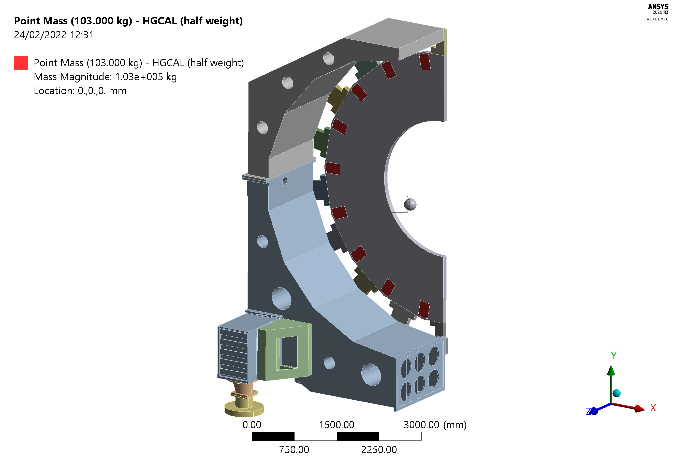 Point Mass (103.000 kg) - HGCAL (half weight)
24/02/2022 12:31
Point Mass (103.000 kg) - HGCAL (half weight)
Mass Magnitude: 1.03e+005 kg
Location: 0.,0.,0. mm
ANSYS
Y
X
Z
0.00 1500.00 3000.00 (mm)
750.00 2250.00